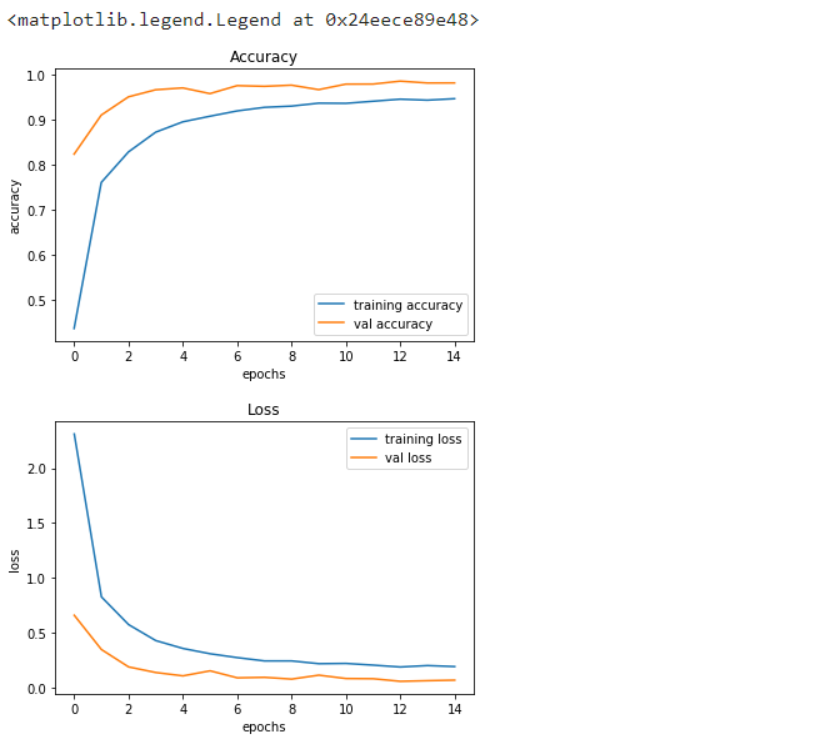 <matplotlib.legend.Legend at 0x24eece89e48>
Accuracy
1.0
0.9
0.8
0.7
0.6
0.5
accuracy
training accuracy
val accuracy
0 2 4 6 8 10 12 14
epochs
Loss
2.0
1.5
1.0
0.5
0.0
loss
training loss
val loss
0 2 4 6 8 10 12 14
epochs